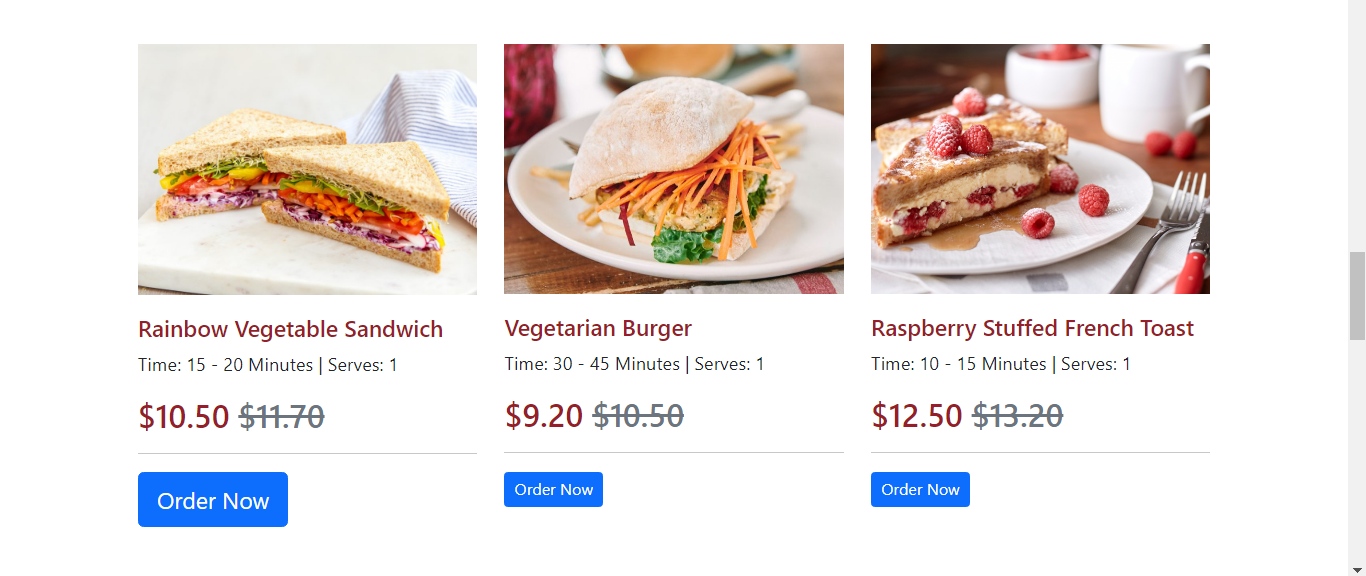 Rainbow Vegetable Sandwich
Time: 15 - 20 Minutes | Serves: 1
$10.50 $11.70
Order Now
Vegetarian Burger
Time: 30 - 45 Minutes | Serves: 1
$9.20 $10.50
Order Now
Raspberry Stuffed French Toast
Time: 10 - 15 Minutes | Serves: 1
$12.50 $13.20
Order Now